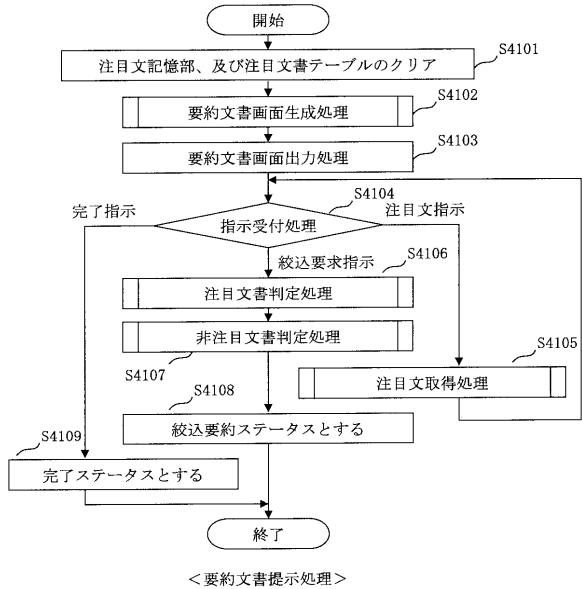 開始
S4101
注目文記憶部、及び注目文書テーブルのクリア
S4102
要約文書画面生成処理
S4103
要約文書画面出力処理
S4104
完了指示
注目文指示
指示受付処理
絞込要求指示
S4106
注目文書判定処理
非注目文書判定処理
S4105
S4107
注目文取得処理
S4108
絞込要約ステータスとする
S4109
完了ステータスとする
終了
＜要約文書提示処理＞